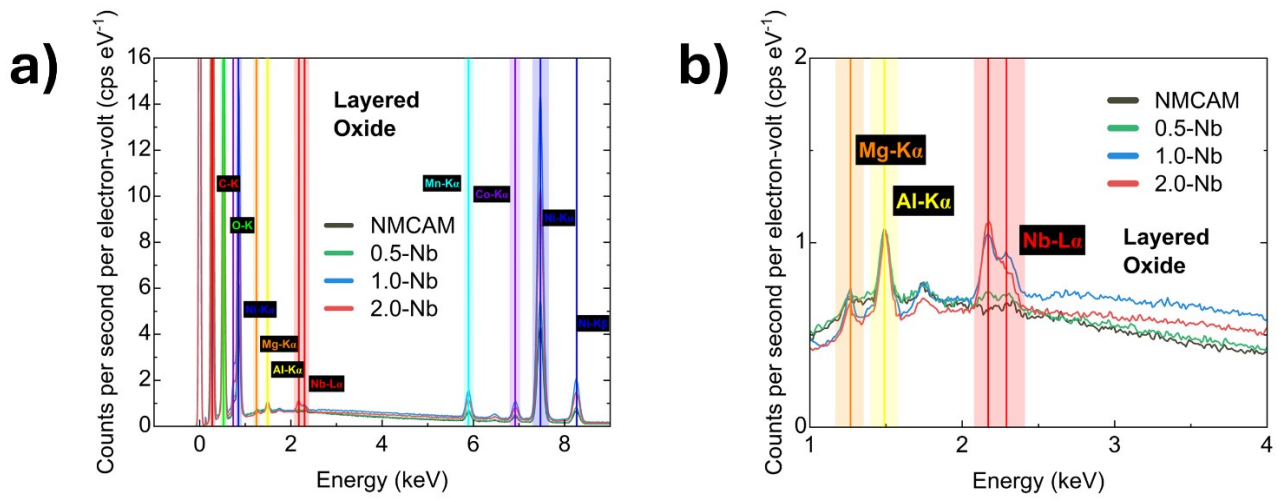 a)
Counts per second per electron-volt (cps eV⁻¹)
16
14
12
10
8
6
4
2
0
Layered
Oxide
C-K
O-K
Mn-Kα
Co-Kα
Ni-Kα
NMCAM
0.5-Nb
1.0-Nb
2.0-Nb
Ni-Kα
Mg-Kα
Al-Kα
Nb-Lα
Ni-Kβ
0 2 4 6 8
Energy (keV)
b)
Counts per second per electron-volt (cps eV⁻¹)
2
1
0
NMCAM
0.5-Nb
1.0-Nb
2.0-Nb
Mg-Kα
Al-Kα
Nb-Lα
Layered
Oxide
1 2 3 4
Energy (keV)